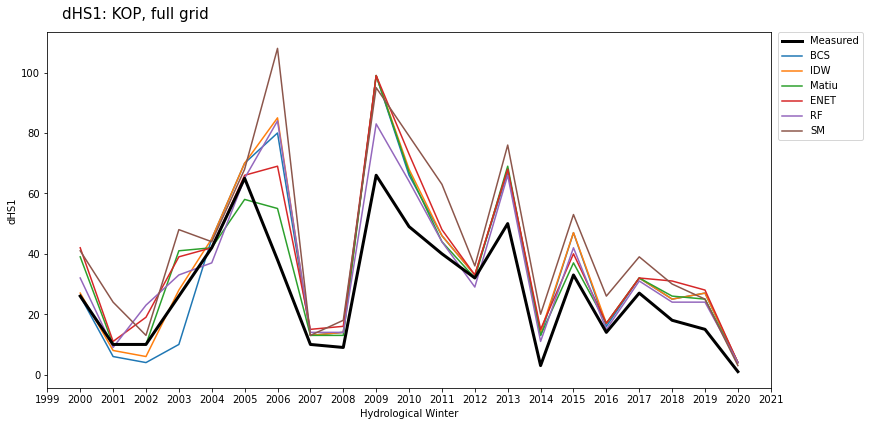 dHS1: KOP, full grid
Measured
BCS
IDW
Matiu
ENET
RF
SM
100
80
60
40
20
0
dHS1
1999 2000 2001 2002 2003 2004 2005 2006 2007 2008 2009 2010 2011 2012 2013 2014 2015 2016 2017 2018 2019 2020 2021
Hydrological Winter